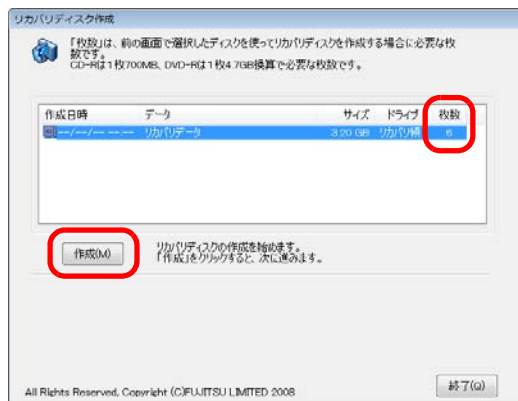 リカバリディスク作成
「枚数」は、前の画面で選択したディスクを使ってリカバリディスクを作成する場合に必要な枚
数です。
CD-Rは1枚700MB、DVD-Rは1枚4.7GB換算で必要な枚数です。
作成日時 データ サイズ ドライブ 枚数
--/--/-- --:-- リカバリデータ 3.20 GB リカバリ領 6
作成(M)
リカバリディスクの作成を始めます。
「作成」をクリックすると、次に進みます。
終了(Q)
All Rights Reserved, Copyright (C)FUJITSU LIMITED 2008